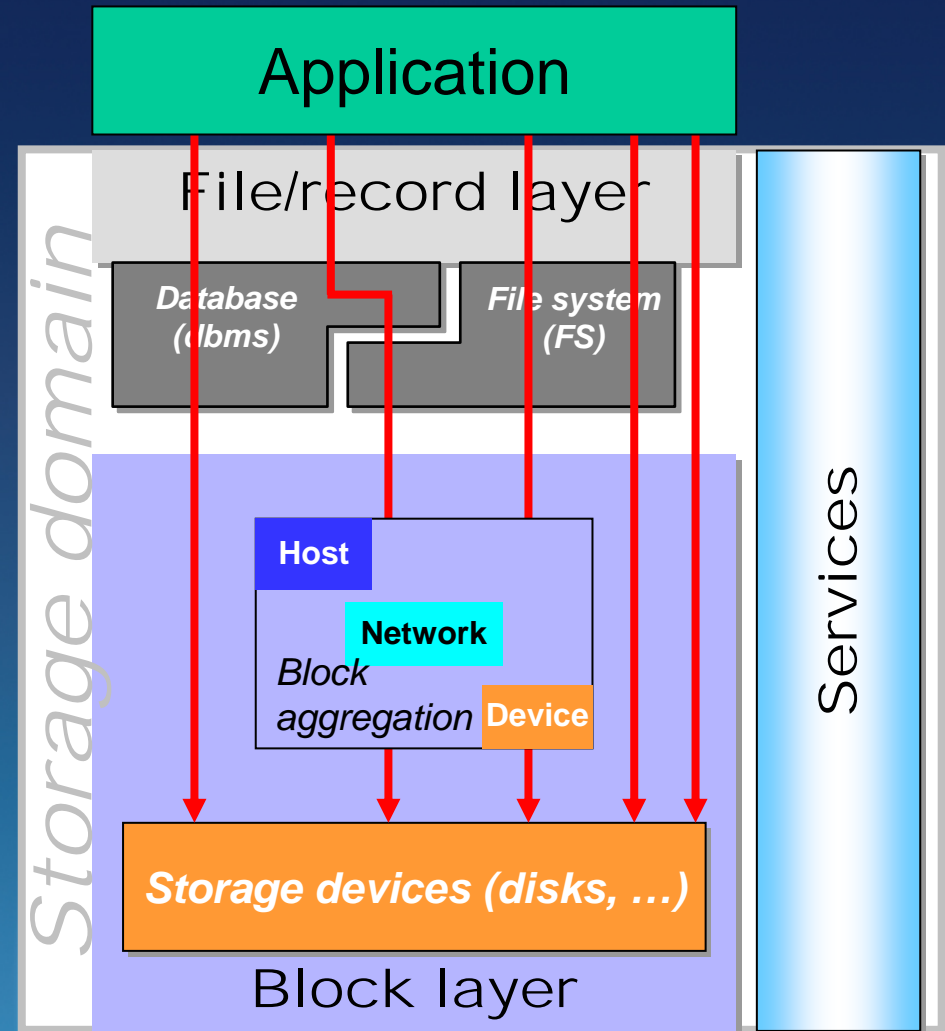 Application
File/record layer
Database
(dbms)
File system
(FS)
Storage domain
Host
Network
Block
aggregation
Device
Services
Storage devices (disks, …)
Block layer